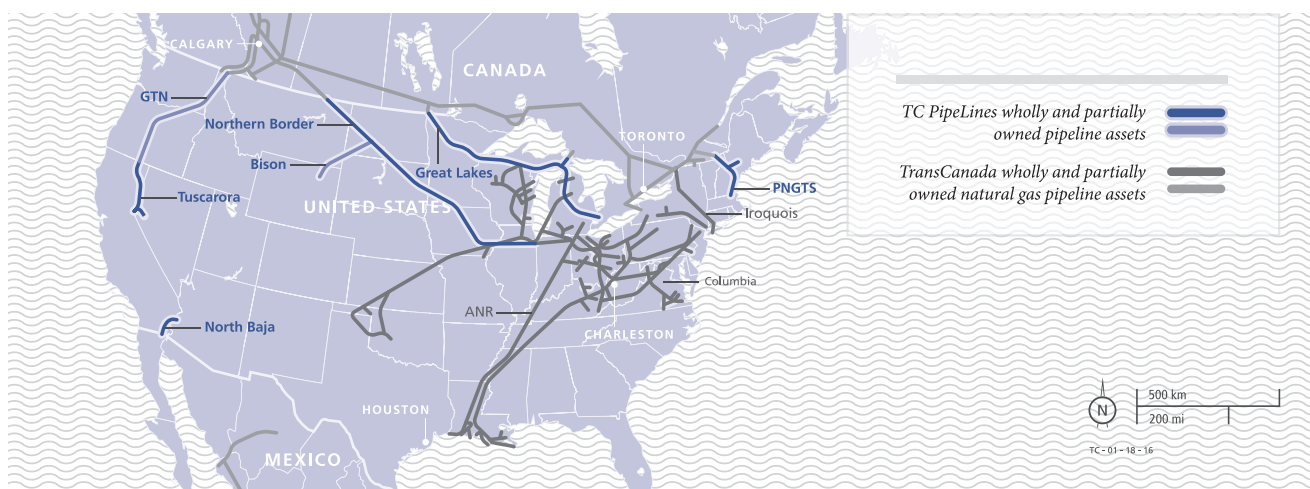 CALGARY
CANADA
GTN
Northern Border
TORONTO
Bison
Great Lakes
PNGTS
Tuscarora
UNITED STATES
Iroquois
Columbia
ANR
North Baja
CHARLESTON
HOUSTON
MEXICO
TC PipeLines wholly and partially
owned pipeline assets
TransCanada wholly and partially
owned natural gas pipeline assets
N
500 km
200 mi
TC - 01 - 18 - 16